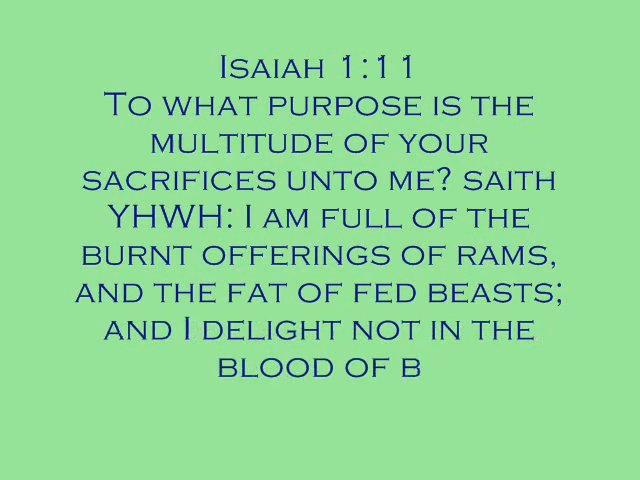 Isaiah 1:11
To what purpose is the
multitude of your
sacrifices unto me? saith
YHWH: I am full of the
burnt offerings of rams,
and the fat of fed beasts;
and I delight not in the
blood of b